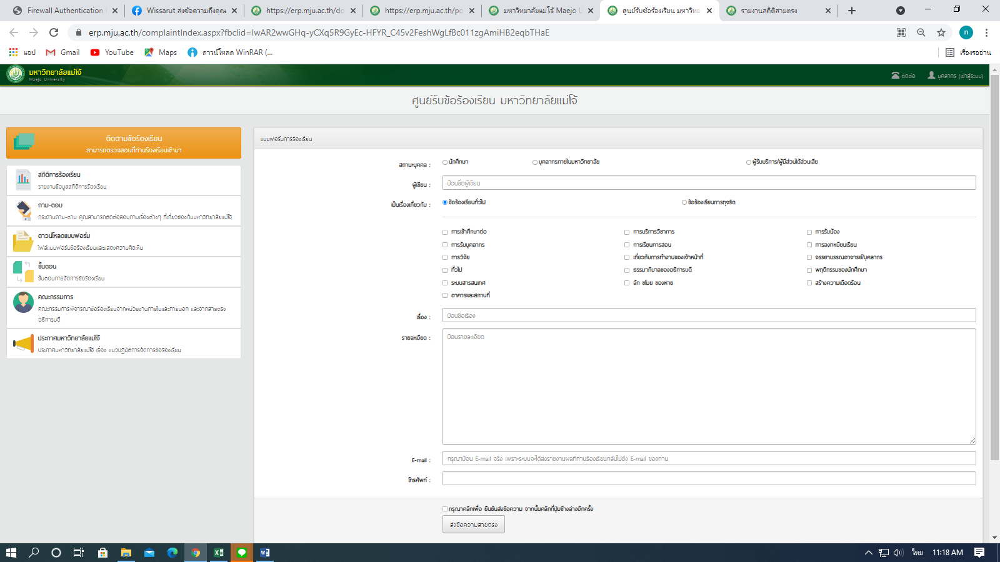 Firewall Authentication
Wissarut ส่งข้อความถึงคุณ
https://erp.mju.ac.th/do
https://erp.mju.ac.th/po
มหาวิทยาลัยแม่โจ้ Maejo U
ศูนย์รับข้อร้องเรียน มหาวิทย
รายงานสถิติสายตรง
erp.mju.ac.th/complaintIndex.aspx?fbclid=IwAR2wwGHq-yCXq5R9GyEc-HFYR_C45v2FeshWgLfBc011zgAmiHB2eqbTHaE
n
แอป
Gmail
YouTube
Maps
ดาวน์โหลด WinRAR (...
เรื่องรออ่าน
มหาวิทยาลัยแม่โจ้
Maejo University
ติดต่อ
บุคลากร (เข้าสู่ระบบ)
ศูนย์รับข้อร้องเรียน มหาวิทยาลัยแม่โจ้
ติดตามข้อร้องเรียน
สามารถตรวจสอบที่ท่านร้องเรียนเข้ามา
สถิติการร้องเรียน
รายงานข้อมูลสถิติการร้องเรียน
ถาม-ตอบ
กระดานถาม-ตาม คุณสามารถติดต่อสอบถามเรื่องต่างๆ ที่เกี่ยวข้องกับมหาวิทยาลัยแม่โจ้
ดาวน์โหลดแบบฟอร์ม
ไฟล์แบบฟอร์มข้อร้องเรียนและแสดงความคิดเห็น
ขั้นตอน
ขั้นตอนการจัดการข้อร้องเรียน
คณะกรรมการ
คณะกรรมการพิจารณาข้อร้องเรียนจากหน่วยงานภายในและภายนอก และจากสายตรง
อธิการบดี
ประกาศมหาวิทยาลัยแม่โจ้
ประกาศมหาวิทยาลัยแม่โจ้ เรื่อง แนวปฏิบัติการจัดการข้อร้องเรียน
แบบฟอร์มการร้องเรียน
สถานะบุคคล :
นักศึกษา
บุคลากรภายในมหาวิทยาลัย
ผู้รับบริการ/ผู้มีส่วนได้ส่วนเสีย
ผู้เขียน :
ป้อนชื่อผู้เขียน
เป็นเรื่องเกี่ยวกับ :
ข้อร้องเรียนทั่วไป
ข้อร้องเรียนการทุจริต
การเข้าศึกษาต่อ
การบริการวิชาการ
การรับน้อง
การรับบุคลากร
การเรียนการสอน
การลงทะเบียนเรียน
การวิจัย
เกี่ยวกับการทำงานของเจ้าหน้าที่
จรรยาบรรณอาจารย์/บุคลากร
ทั่วไป
ธรรมาภิบาลของอธิการบดี
พฤติกรรมของนักศึกษา
ระบบสารสนเทศ
ลัก ขโมย ของหาย
สร้างความเดือดร้อน
อาคารและสถานที่
เรื่อง :
ป้อนชื่อเรื่อง
รายละเอียด :
ป้อนรายละเอียด
E-mail :
กรุณาป้อน E-mail จริง เพราะระบบจะได้ส่งรายงานผลที่ท่านร้องเรียนกลับไปยัง E-mail ของท่าน
โทรศัพท์ :
กรุณาคลิกเพื่อ ยืนยันส่งข้อความ จากนั้นคลิกที่ปุ่มข้างล่างอีกครั้ง
ส่งข้อความสายตรง
ไทย
11:18 AM